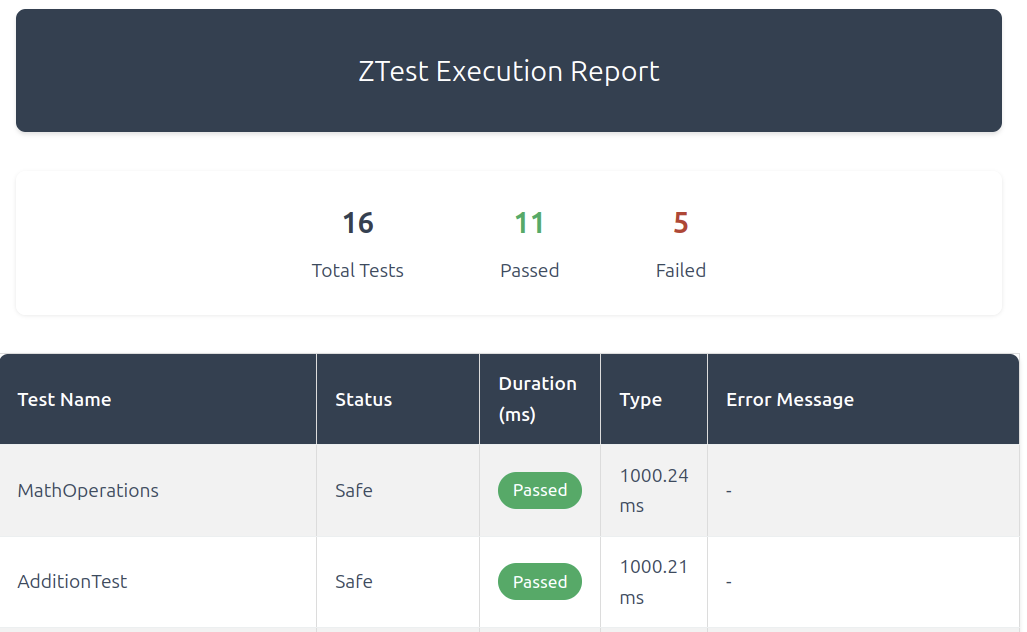 ZTest Execution Report
16
11
5
Total Tests
Passed
Failed
Test Name
Status
Duration
(ms)
Type
Error Message
MathOperations
Safe
Passed
1000.24
ms
-
AdditionTest
Safe
Passed
1000.21
ms
-